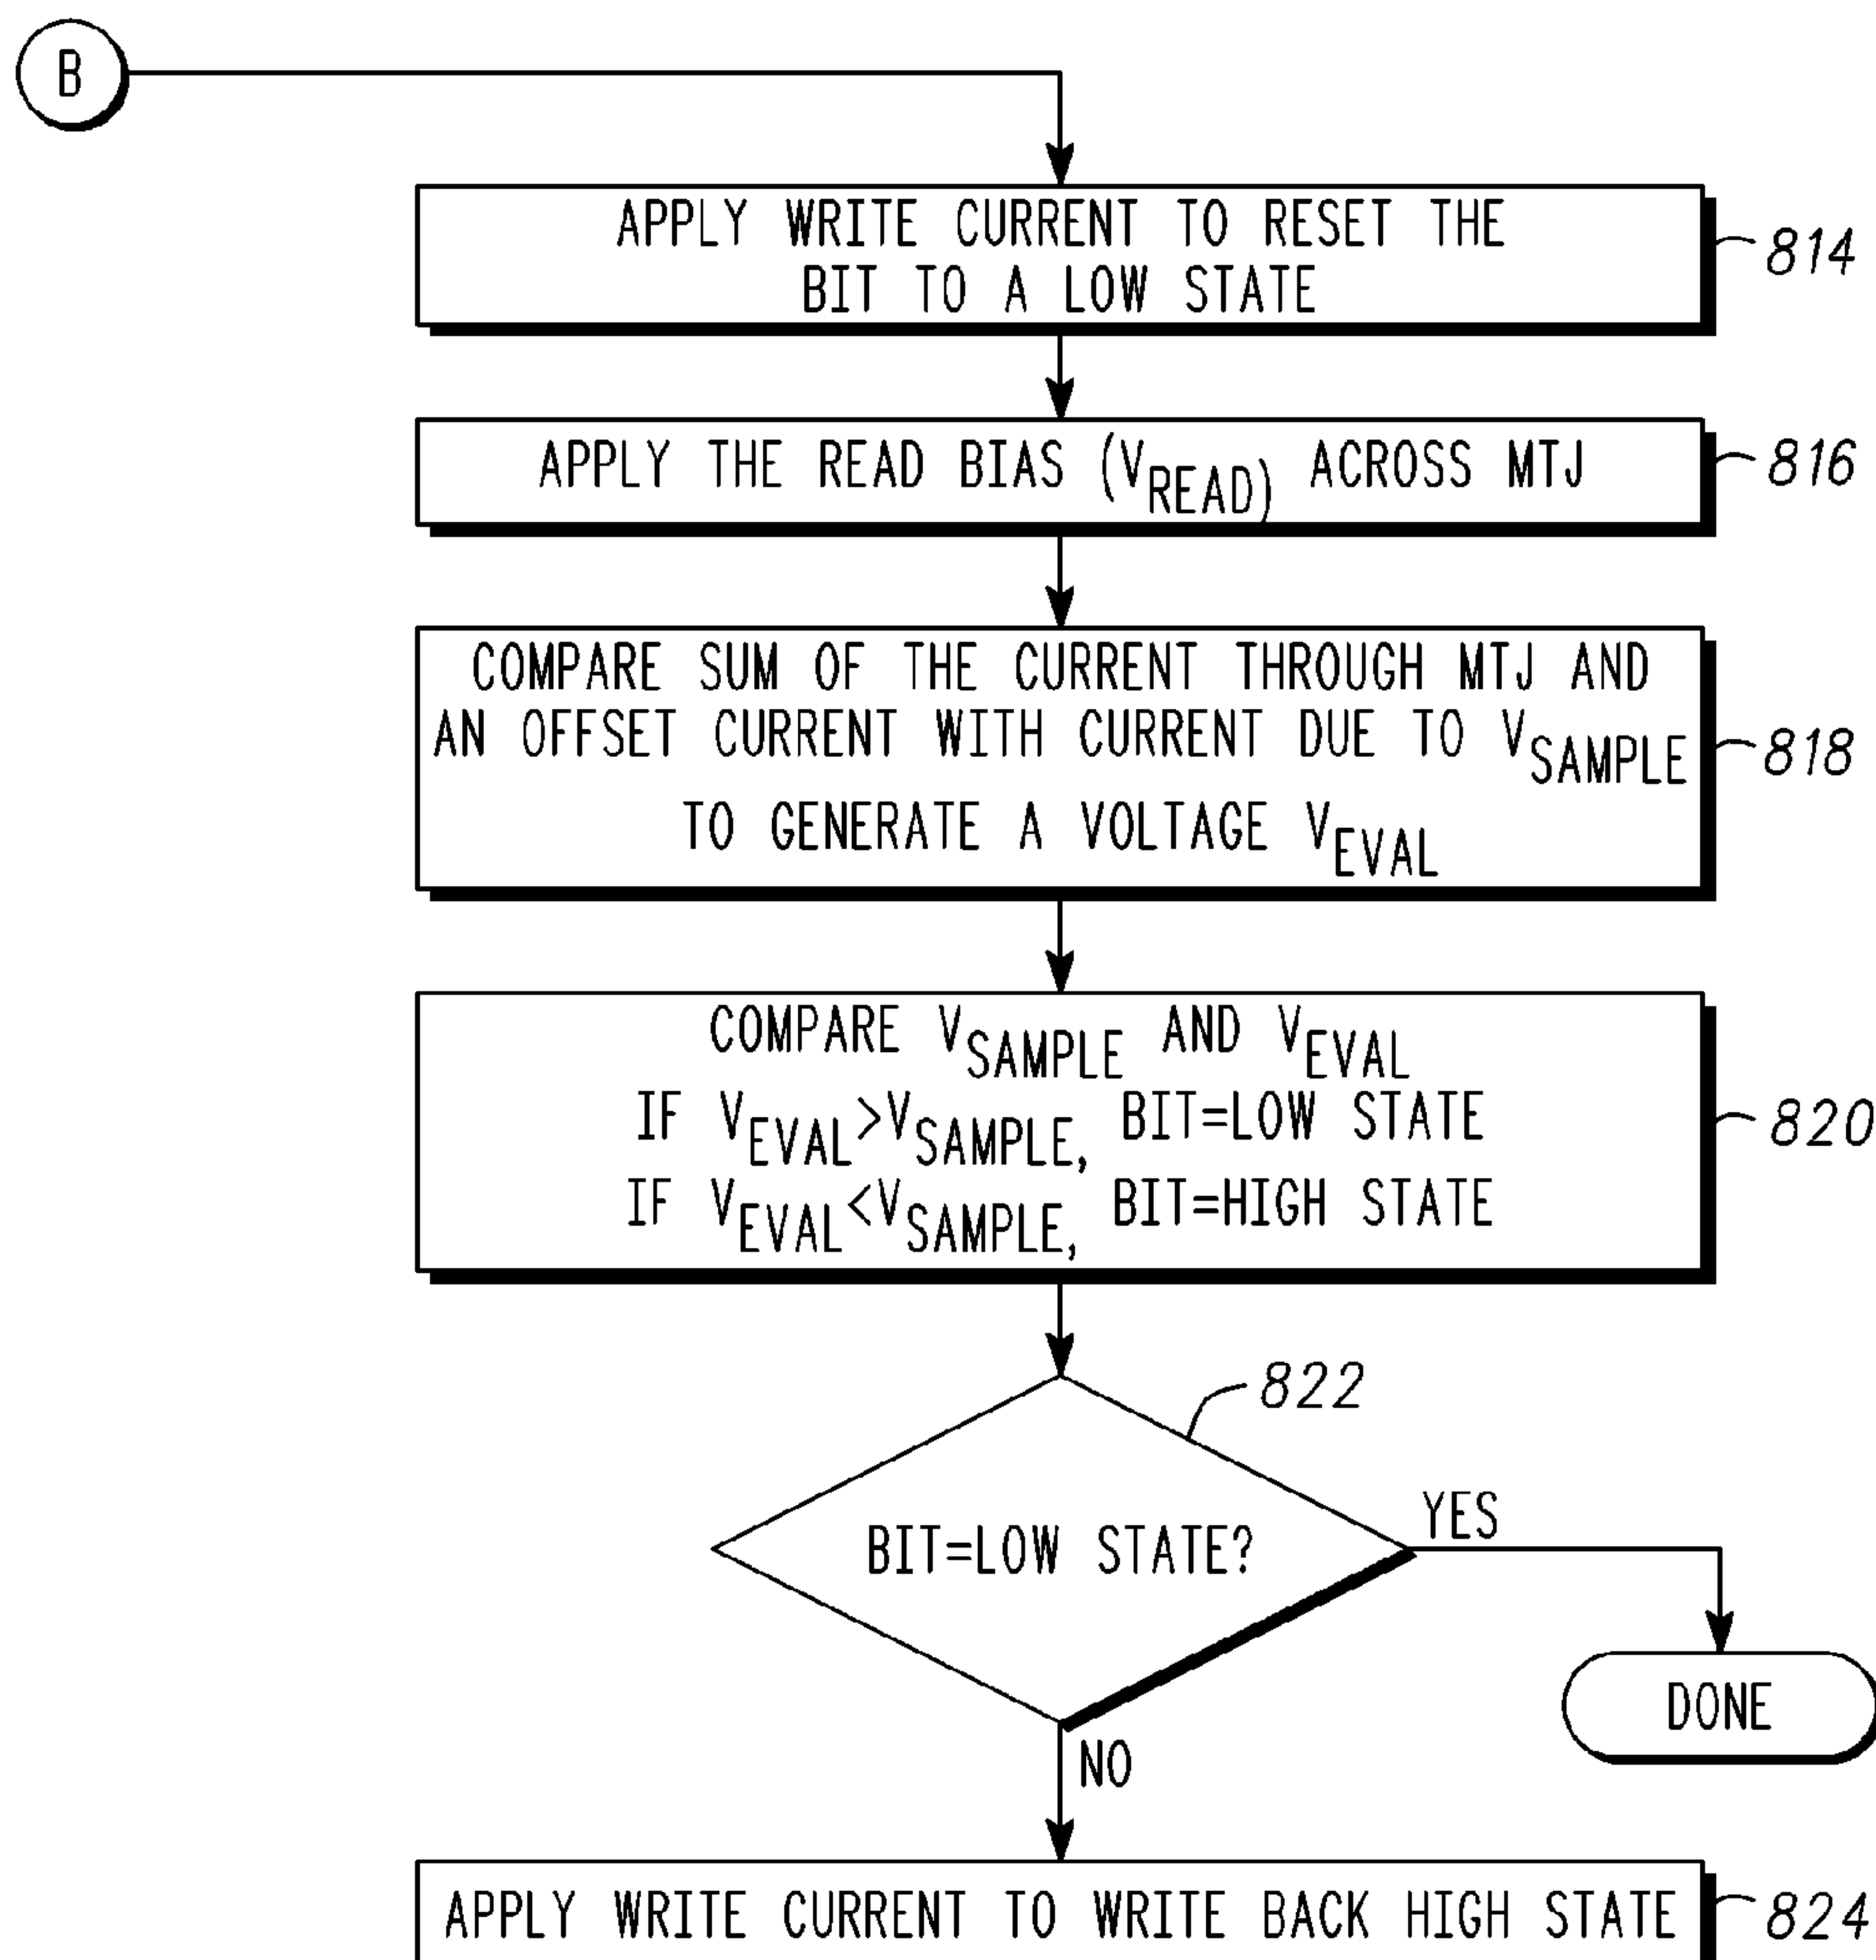 B
APPLY WRITE CURRENT TO RESET THE
BIT TO A LOW STATE
814
APPLY THE READ BIAS (VREAD) ACROSS MTJ
816
COMPARE SUM OF THE CURRENT THROUGH MTJ AND
AN OFFSET CURRENT WITH CURRENT DUE TO VSAMPLE
TO GENERATE A VOLTAGE VEVAL
818
COMPARE VSAMPLE AND VEVAL
IF VEVAL>VSAMPLE, BIT=LOW STATE
IF VEVAL<VSAMPLE, BIT=HIGH STATE
820
822
BIT=LOW STATE?
YES
DONE
NO
APPLY WRITE CURRENT TO WRITE BACK HIGH STATE
824